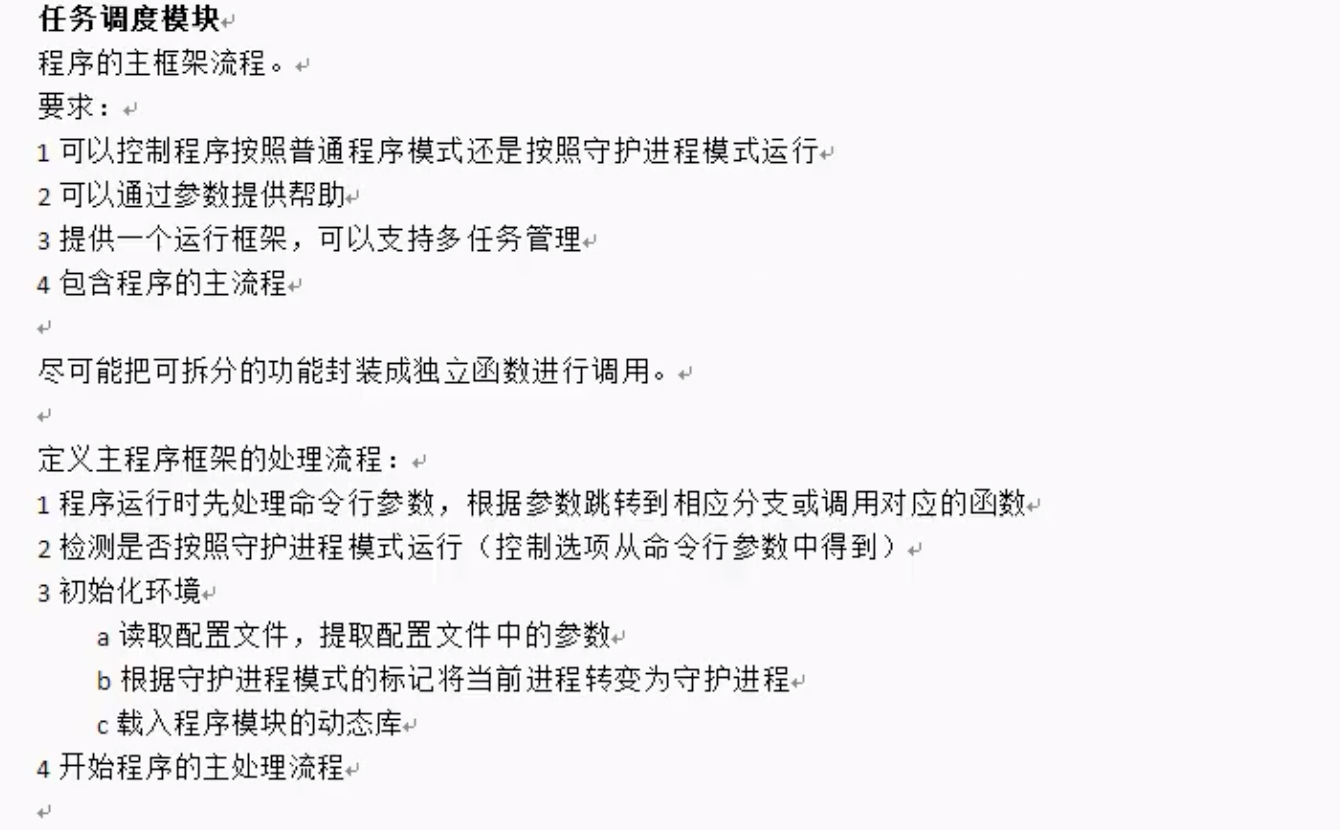 任务调度模块
程序的主框架流程。
要求：
1 可以控制程序按照普通程序模式还是按照守护进程模式运行
2 可以通过参数提供帮助
3 提供一个运行框架，可以支持多任务管理
4 包含程序的主流程
尽可能把可拆分的功能封装成独立函数进行调用。
定义主程序框架的处理流程：
1 程序运行时先处理命令行参数，根据参数跳转到相应分支或调用对应的函数
2 检测是否按照守护进程模式运行（控制选项从命令行参数中得到）
3 初始化环境
a 读取配置文件，提取配置文件中的参数
b 根据守护进程模式的标记将当前进程转变为守护进程
c 载入程序模块的动态库
4 开始程序的主处理流程